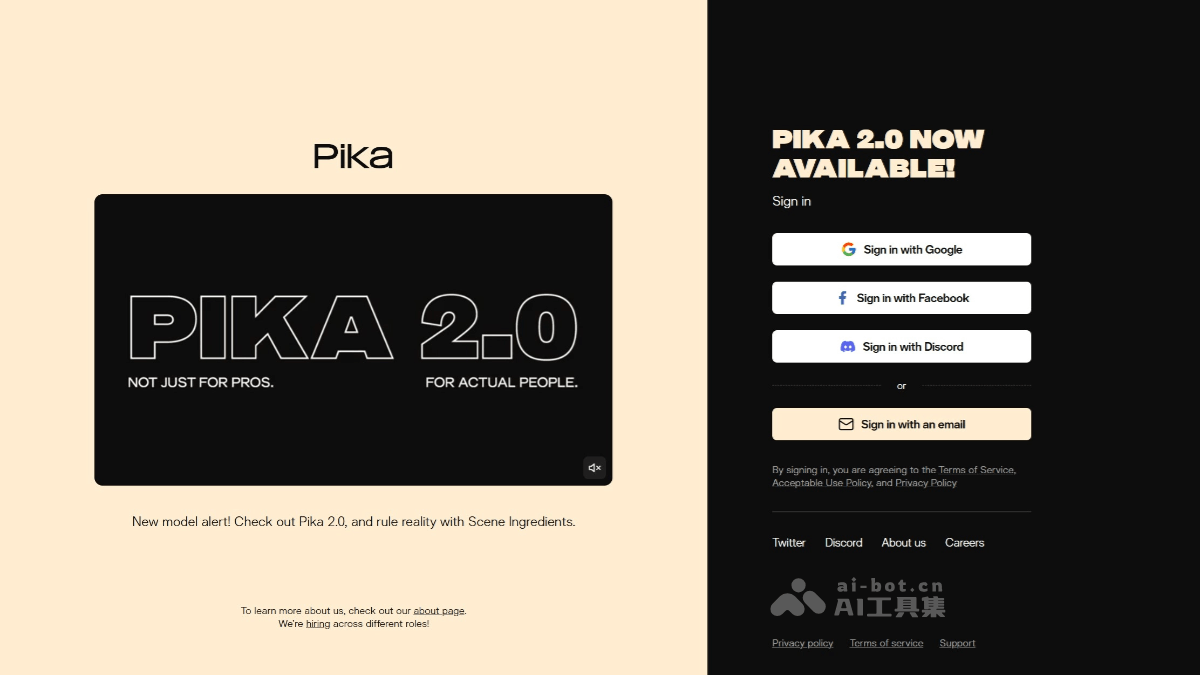 Pika
PIKA 2.0
NOT JUST FOR PROS.
FOR ACTUAL PEOPLE.
New model alert! Check out Pika 2.0, and rule reality with Scene Ingredients.
To learn more about us, check out our about page.
We're hiring across different roles!
PIKA 2.0 NOW
AVAILABLE!
Sign in
Sign in with Google
Sign in with Facebook
Sign in with Discord
or
Sign in with an email
By signing in, you are agreeing to the Terms of Service,
Acceptable Use Policy, and Privacy Policy
Twitter Discord About us Careers
ai-bot.cn
AI工具集
Privacy policy Terms of service Support